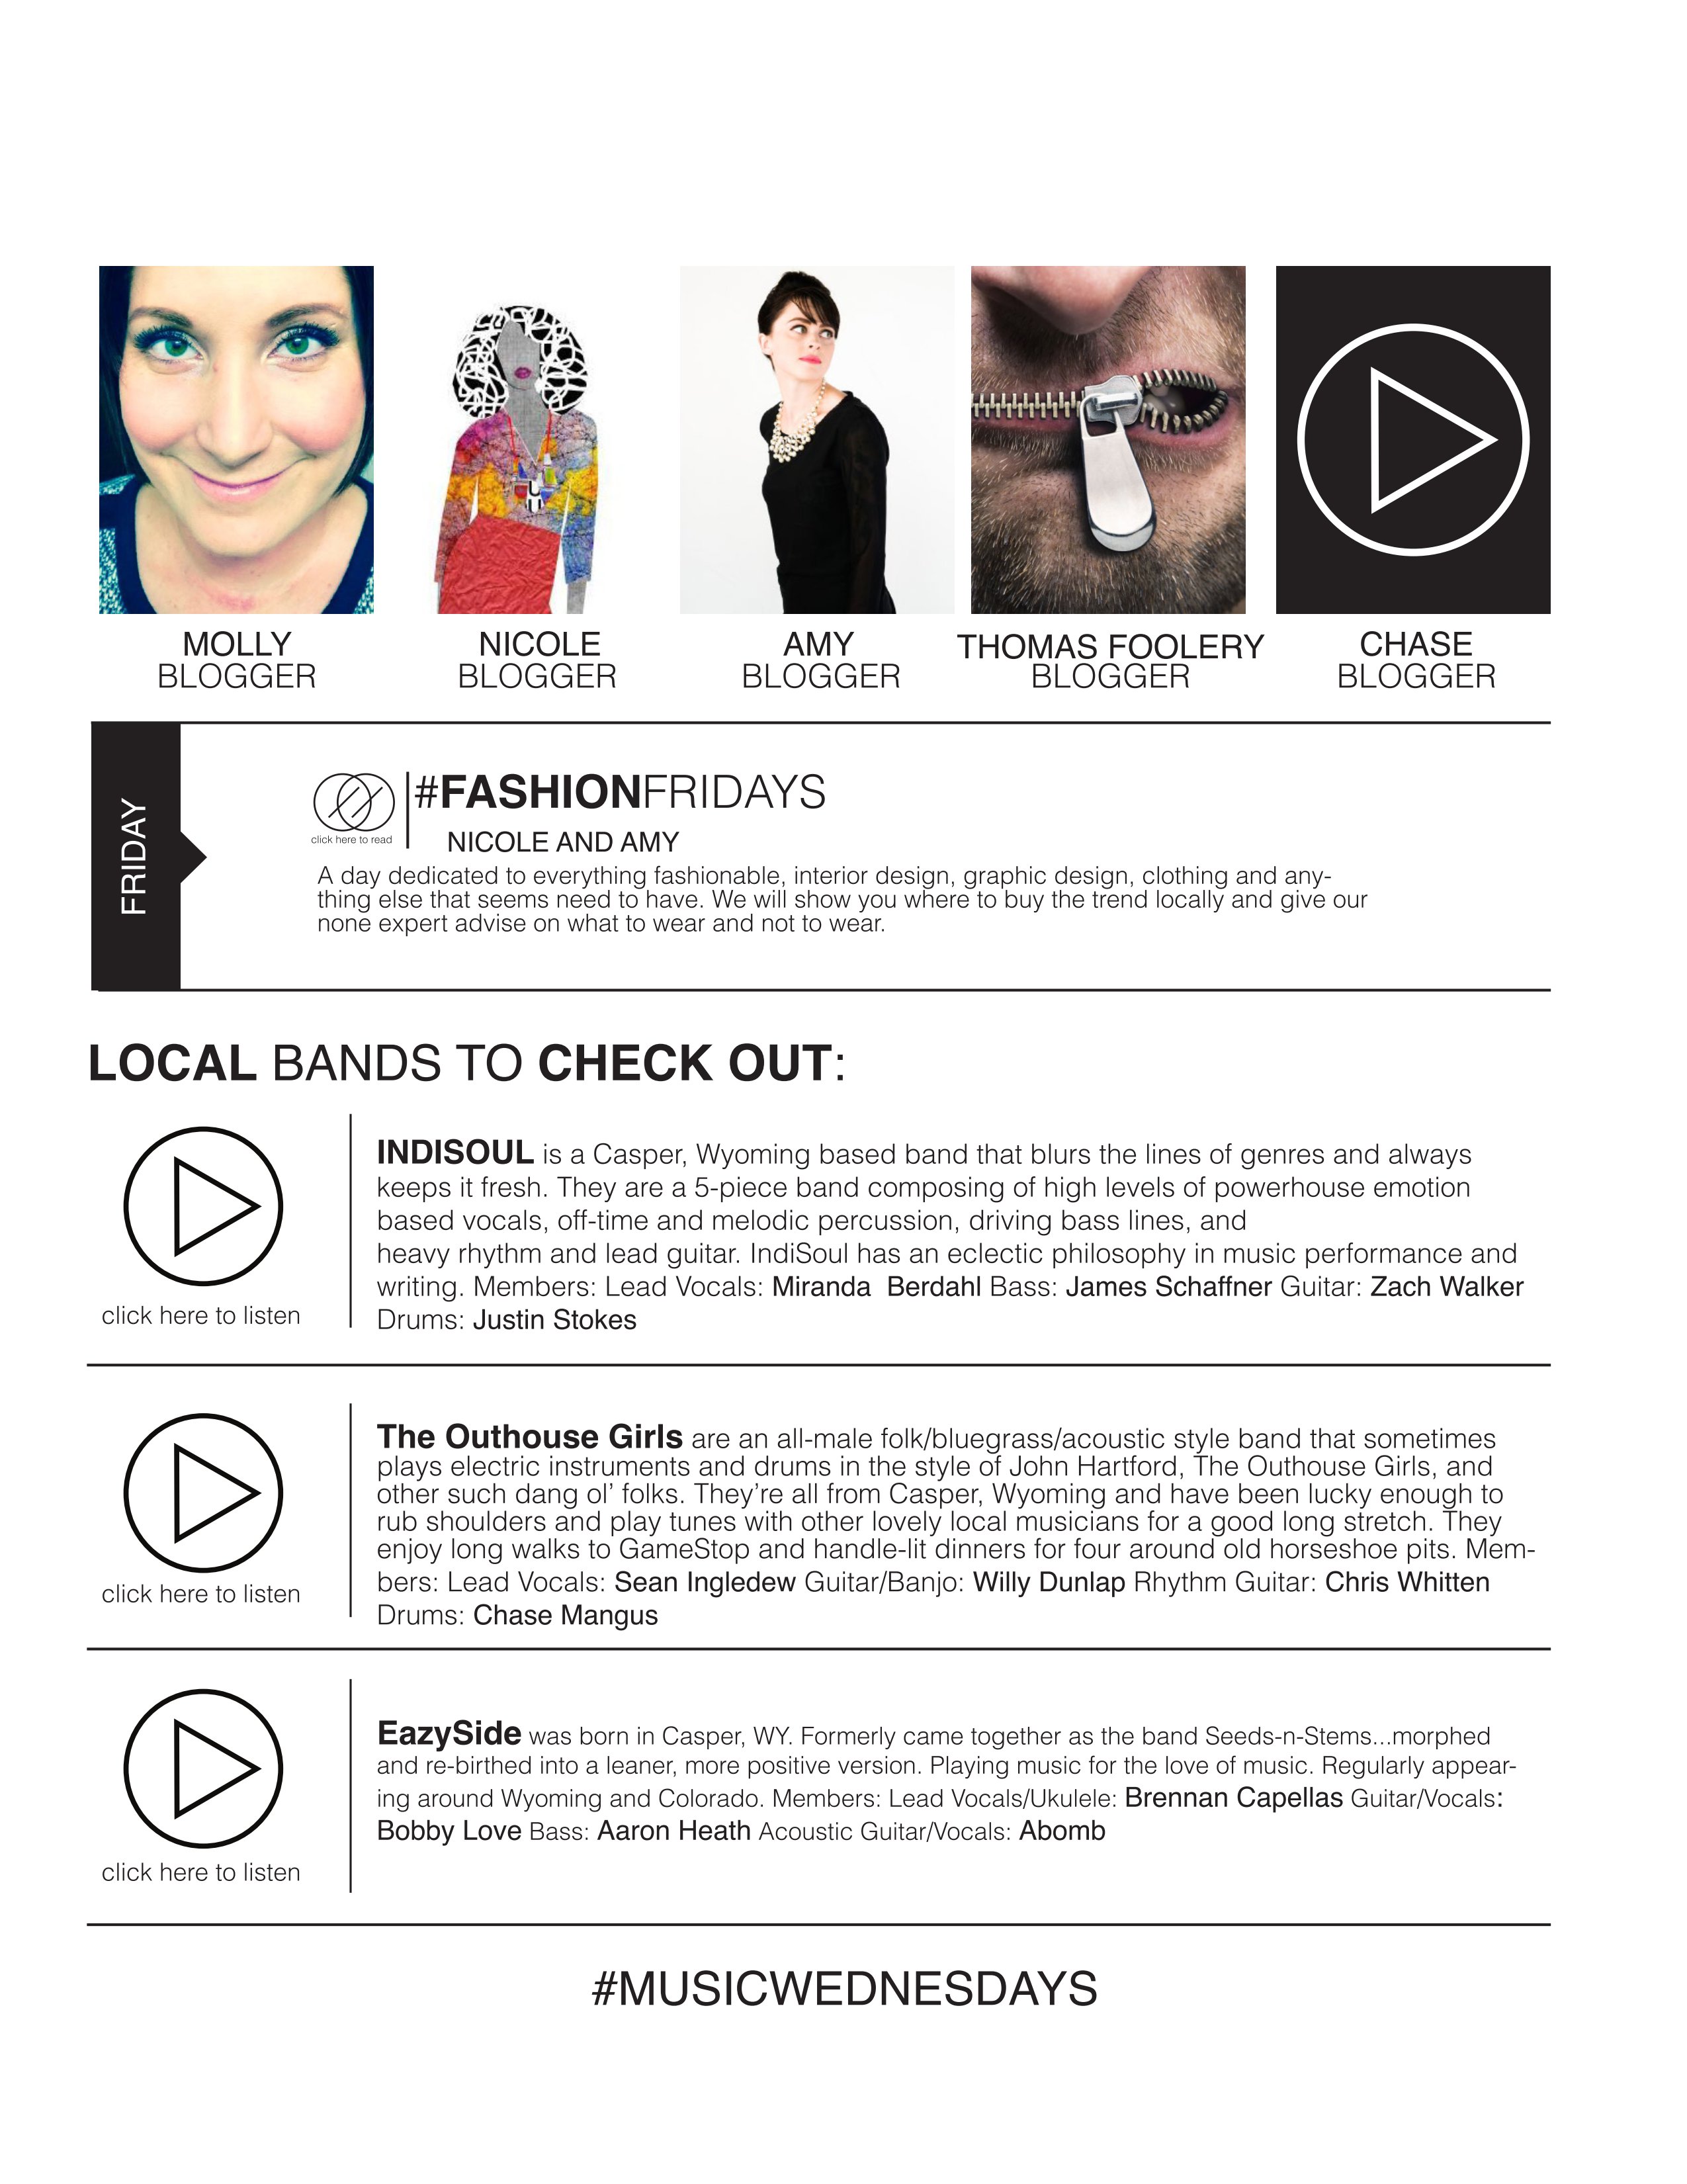 MOLLY
BLOGGER
NICOLE
BLOGGER
AMY
BLOGGER
THOMAS FOOLERY
BLOGGER
CHASE
BLOGGER
FRIDAY
click here to read
#FASHIONFRIDAYS
NICOLE AND AMY
A day dedicated to everything fashionable, interior design, graphic design, clothing and any-
thing else that seems need to have. We will show you where to buy the trend locally and give our
none expert advise on what to wear and not to wear.
LOCAL BANDS TO CHECK OUT:
click here to listen
INDISOUL is a Casper, Wyoming based band that blurs the lines of genres and always
keeps it fresh. They are a 5-piece band composing of high levels of powerhouse emotion
based vocals, off-time and melodic percussion, driving bass lines, and
heavy rhythm and lead guitar. IndiSoul has an eclectic philosophy in music performance and
writing. Members: Lead Vocals: Miranda  Berdahl Bass: James Schaffner Guitar: Zach Walker
Drums: Justin Stokes
click here to listen
The Outhouse Girls are an all-male folk/bluegrass/acoustic style band that sometimes
plays electric instruments and drums in the style of John Hartford, The Outhouse Girls, and
other such dang ol’ folks. They’re all from Casper, Wyoming and have been lucky enough to
rub shoulders and play tunes with other lovely local musicians for a good long stretch. They
enjoy long walks to GameStop and handle-lit dinners for four around old horseshoe pits. Mem-
bers: Lead Vocals: Sean Ingledew Guitar/Banjo: Willy Dunlap Rhythm Guitar: Chris Whitten
Drums: Chase Mangus
click here to listen
EazySide was born in Casper, WY. Formerly came together as the band Seeds-n-Stems...morphed
and re-birthed into a leaner, more positive version. Playing music for the love of music. Regularly appear-
ing around Wyoming and Colorado. Members: Lead Vocals/Ukulele: Brennan Capellas Guitar/Vocals:
Bobby Love Bass: Aaron Heath Acoustic Guitar/Vocals: Abomb
#MUSICWEDNESDAYS